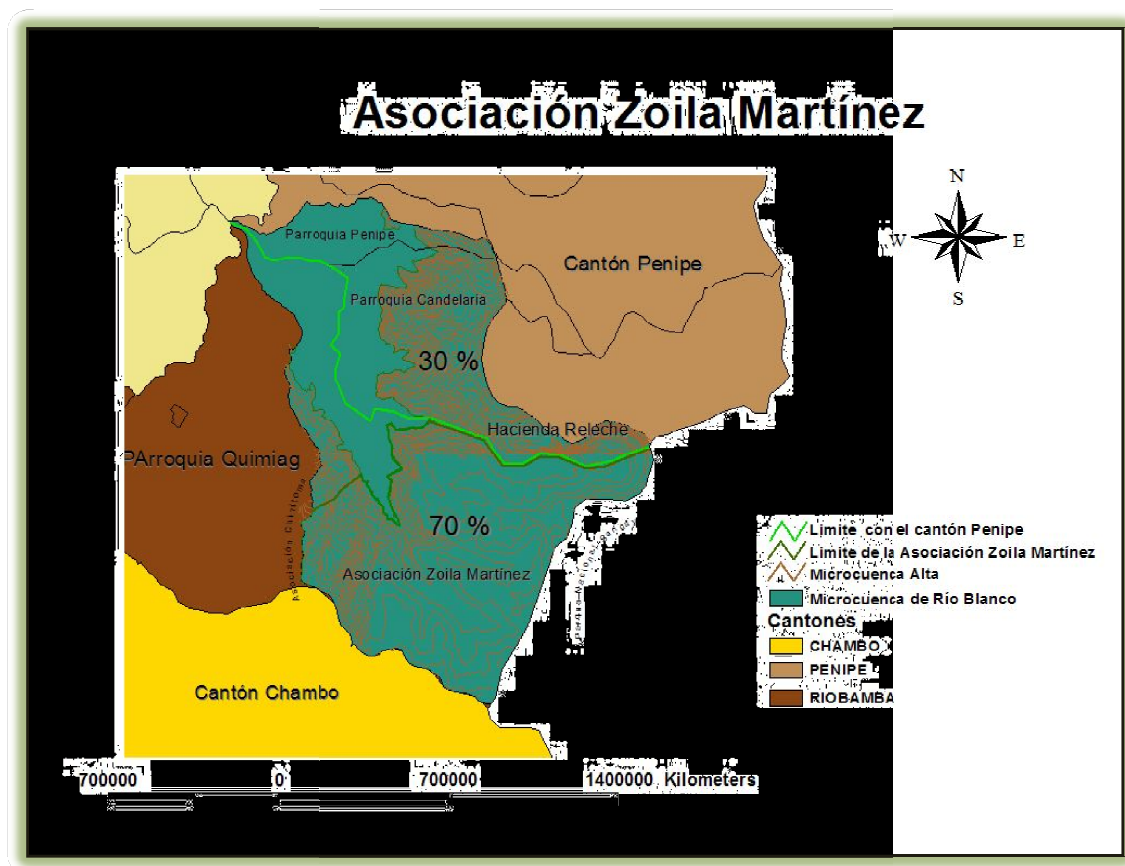 Asociación Zoila Martínez
N
W
E
S
Parroquia Penipe
Cantón Penipe
Parroquia Candelaria
30 %
Hacienda Releche
PArroquia Quimiag
70 %
Asociación Zoila Martínez
Cantón Chambo
Límite con el cantón Penipe
Límite de la Asociación Zoila Martínez
Microcuenca Alta
Microcuenca de Río Blanco
Cantones
CHAMBO
PENIPE
RIOBAMBA
700000 0 700000 1400000 Kilometers